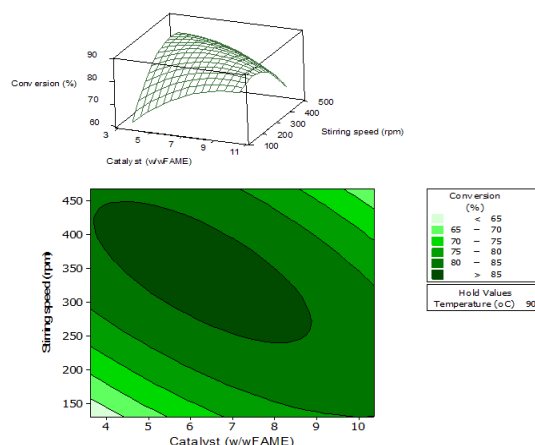 90
80
Conversion (%)
70
60
3
5
7
9
11
Catalyst (w/wFAME)
100
200
300
400
500
Stirring speed (rpm)
450
400
350
300
250
200
150
Stirring speed (rpm)
4 5 6 7 8 9 10
Catalyst (w/wFAME)
Conversion
(%)
< 65
65 – 70
70 – 75
75 – 80
80 – 85
> 85
Hold Values
Temperature (oC) 90